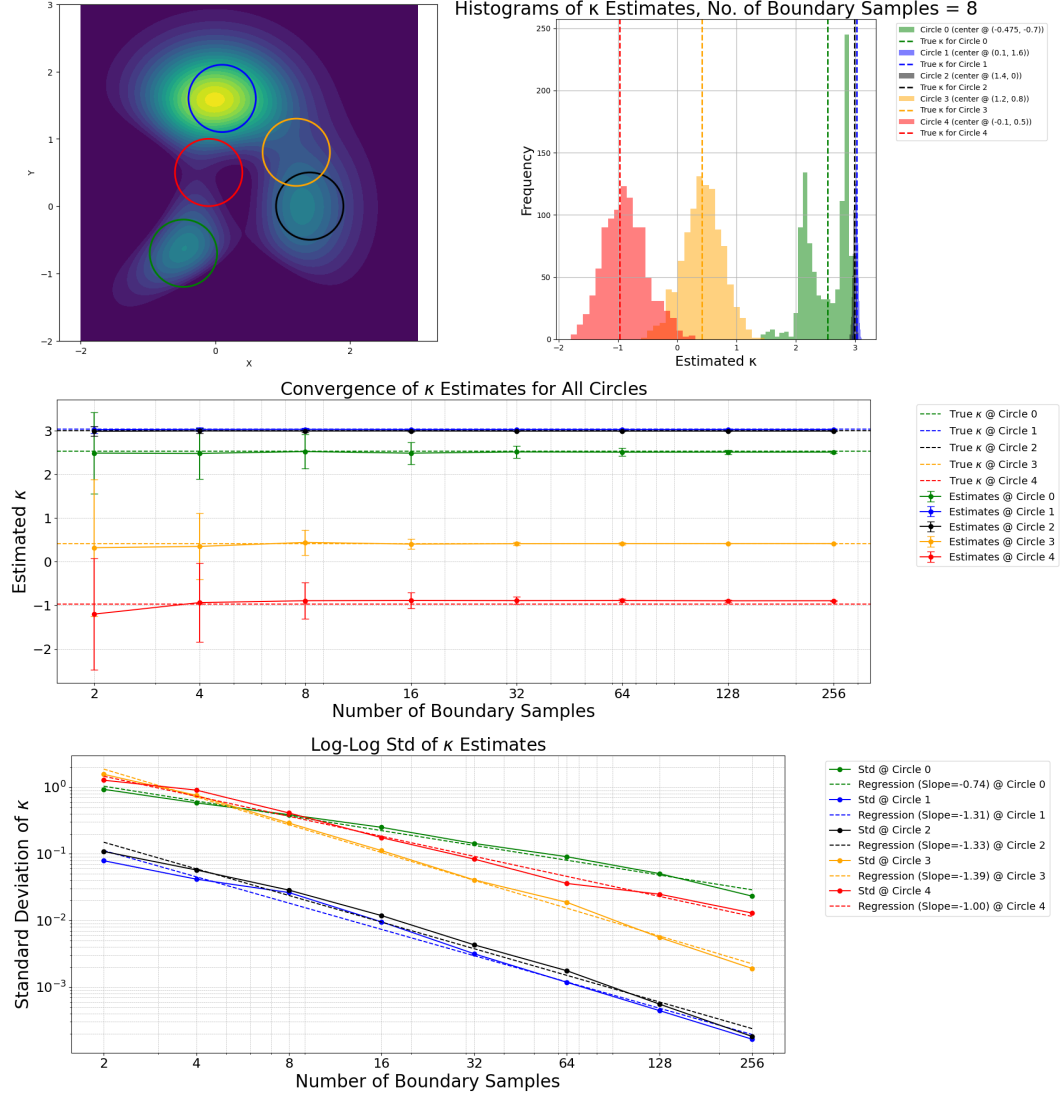 3
2
1
0
−1
−2
Y
−2
0
2
X
Histograms of κ Estimates, No. of Boundary Samples = 8
250
200
150
100
50
0
Frequency
−2
−1
0
1
2
3
Estimated κ
Circle 0 (center @ (-0.475, -0.7))
True κ for Circle 0
Circle 1 (center @ (0.1, 1.6))
True κ for Circle 1
Circle 2 (center @ (1.4, 0))
True κ for Circle 2
Circle 3 (center @ (1.2, 0.8))
True κ for Circle 3
Circle 4 (center @ (-0.1, 0.5))
True κ for Circle 4
Convergence of κ Estimates for All Circles
3
2
1
0
−1
−2
Estimated κ
2
4
8
16
32
64
128
256
Number of Boundary Samples
True κ @ Circle 0
True κ @ Circle 1
True κ @ Circle 2
True κ @ Circle 3
True κ @ Circle 4
Estimates @ Circle 0
Estimates @ Circle 1
Estimates @ Circle 2
Estimates @ Circle 3
Estimates @ Circle 4
Log-Log Std of κ Estimates
10⁰
10⁻¹
10⁻²
10⁻³
Standard Deviation of κ
2
4
8
16
32
64
128
256
Number of Boundary Samples
Std @ Circle 0
Regression (Slope=-0.74) @ Circle 0
Std @ Circle 1
Regression (Slope=-1.31) @ Circle 1
Std @ Circle 2
Regression (Slope=-1.33) @ Circle 2
Std @ Circle 3
Regression (Slope=-1.39) @ Circle 3
Std @ Circle 4
Regression (Slope=-1.00) @ Circle 4